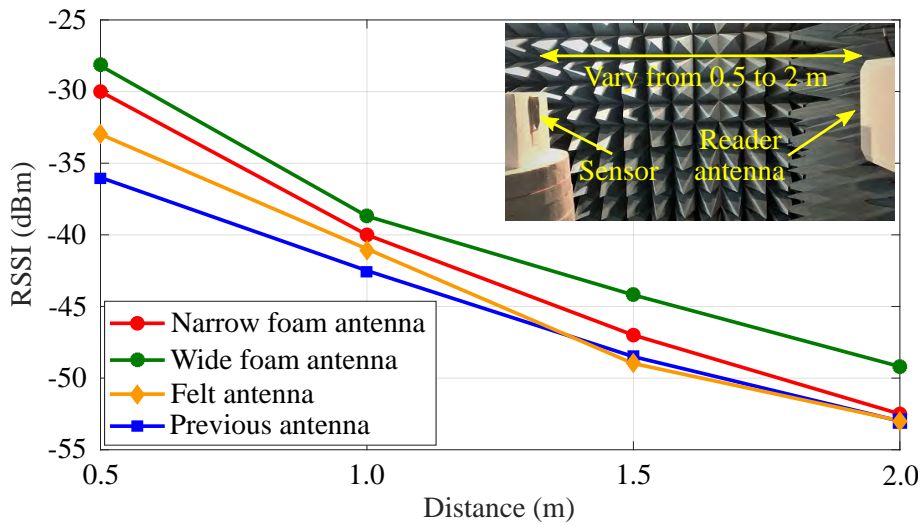 -25
-30
-35
-40
-45
-50
-55
RSSI (dBm)
Vary from 0.5 to 2 m
Sensor
Reader
antenna
Narrow foam antenna
Wide foam antenna
Felt antenna
Previous antenna
0.5
1.0
1.5
2.0
Distance (m)